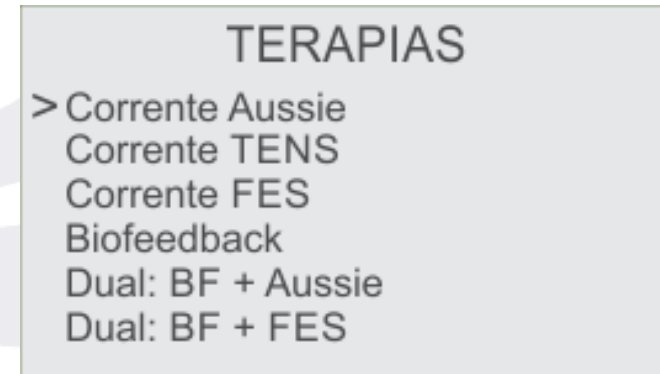 TERAPIAS
> Corrente Aussie
Corrente TENS
Corrente FES
Biofeedback
Dual: BF + Aussie
Dual: BF + FES